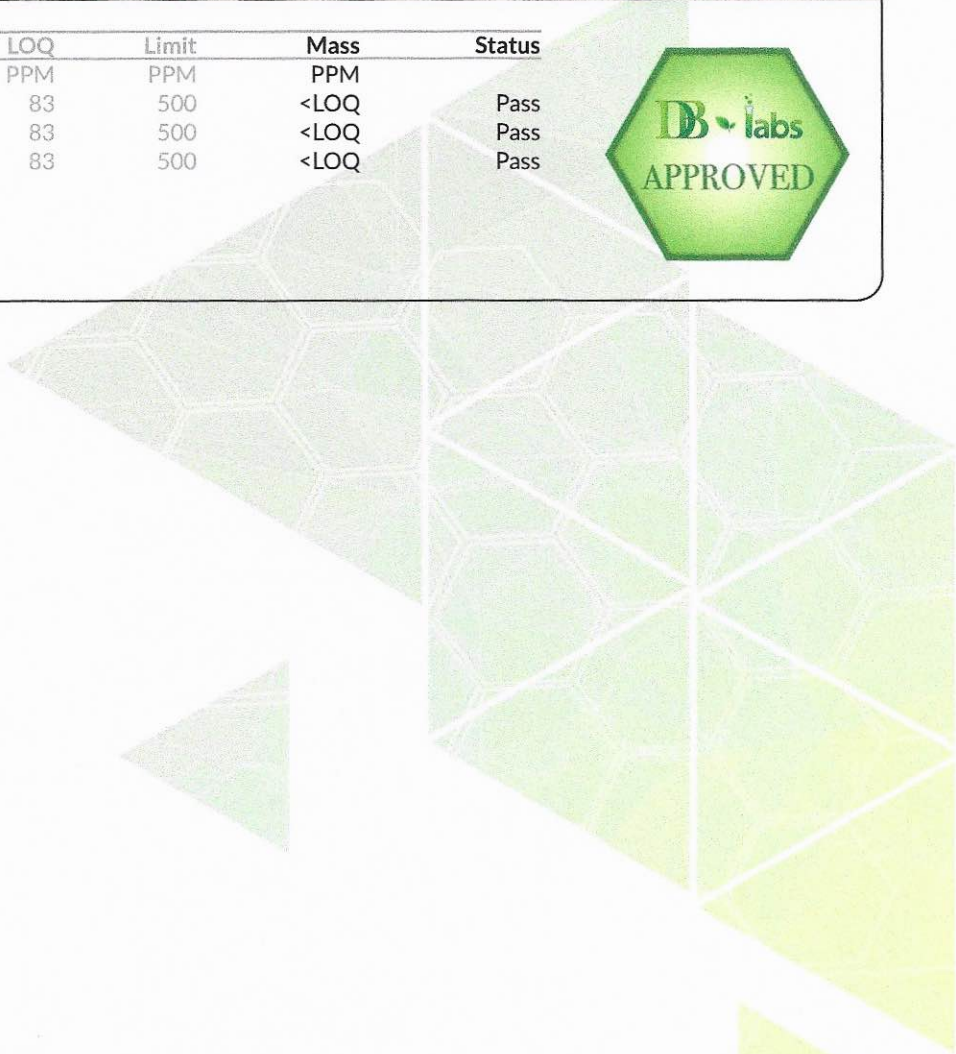 LOQ Limit Mass Status
PPM PPM PPM
83 500 <LOQ Pass
83 500 <LOQ Pass
83 500 <LOQ Pass
DB labs
APPROVED